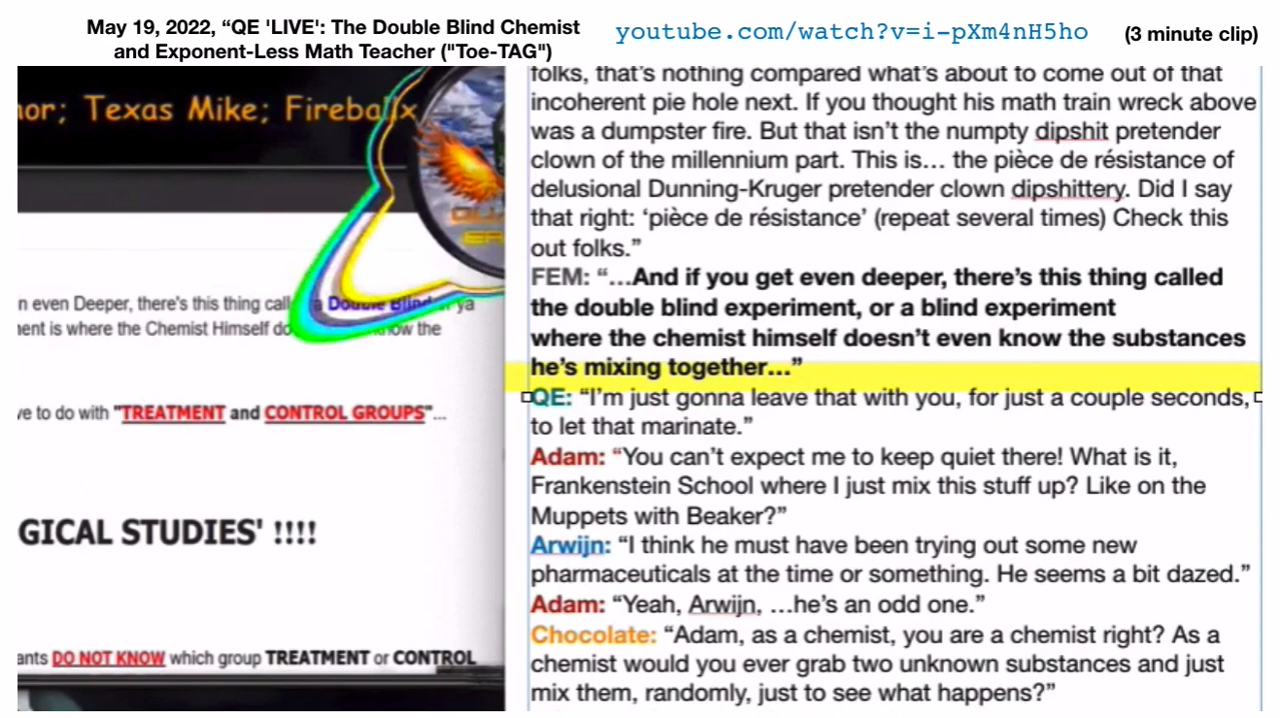 May 19, 2022, “QE 'LIVE': The Double Blind Chemist
and Exponent-Less Math Teacher ("Toe-TAG")
youtube.com/watch?v=i-pXm4nH5ho
(3 minute clip)
nor; Texas Mike; Fireballx
n even Deeper, there's this thing call a Double Blind ya
ent is where the Chemist Himself do ow the
ve to do with "TREATMENT and CONTROL GROUPS"...
GICAL STUDIES' !!!!
ants DO NOT KNOW which group TREATMENT or CONTROL
folks, that’s nothing compared what’s about to come out of that
incoherent pie hole next. If you thought his math train wreck above
was a dumpster fire. But that isn’t the numpty dipshit pretender
clown of the millennium part. This is… the pièce de résistance of
delusional Dunning-Kruger pretender clown dipshittery. Did I say
that right: ‘pièce de résistance’ (repeat several times) Check this
out folks.”
FEM: “…And if you get even deeper, there’s this thing called
the double blind experiment, or a blind experiment
where the chemist himself doesn’t even know the substances
he’s mixing together…”
QE: “I’m just gonna leave that with you, for just a couple seconds,
to let that marinate.”
Adam: “You can’t expect me to keep quiet there! What is it,
Frankenstein School where I just mix this stuff up? Like on the
Muppets with Beaker?”
Arwijn: “I think he must have been trying out some new
pharmaceuticals at the time or something. He seems a bit dazed.”
Adam: “Yeah, Arwijn, …he’s an odd one.”
Chocolate: “Adam, as a chemist, you are a chemist right? As a
chemist would you ever grab two unknown substances and just
mix them, randomly, just to see what happens?”